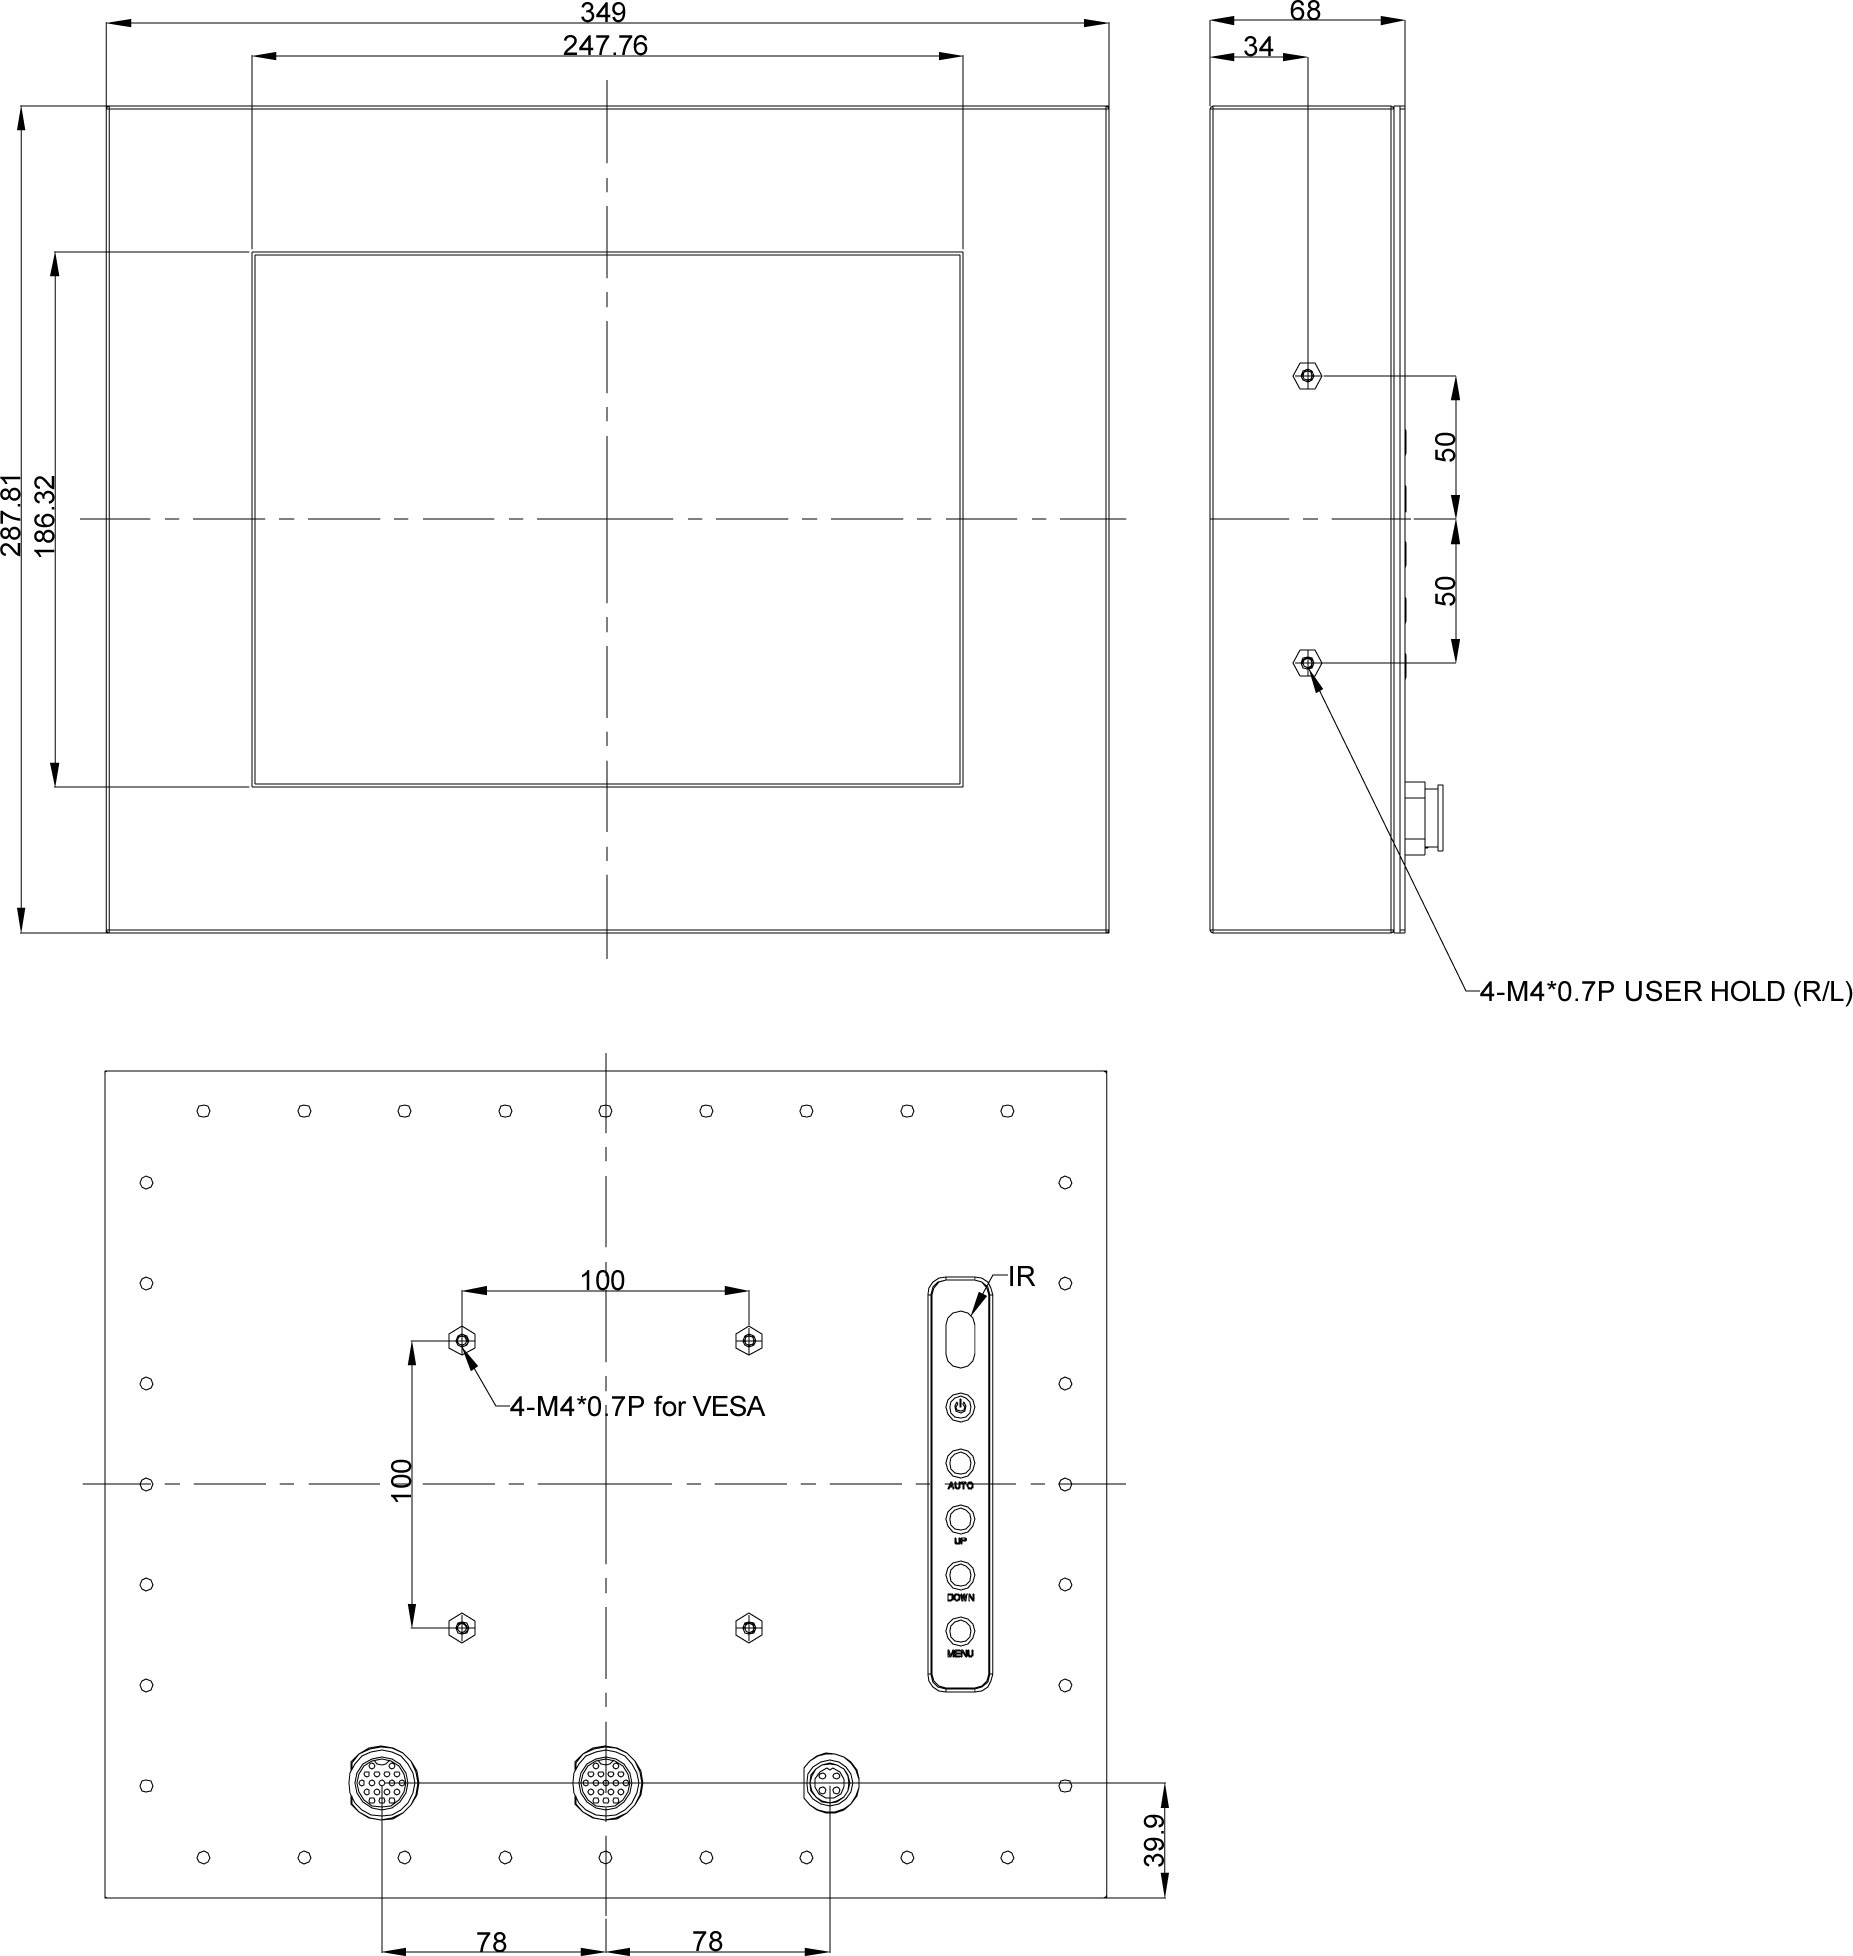 349
247.76
68
34
287.81
186.32
50
50
4-M4*0.7P USER HOLD (R/L)
100
IR
4-M4*0.7P for VESA
100
AUTO
UP
DOWN
MENU
39.9
78
78